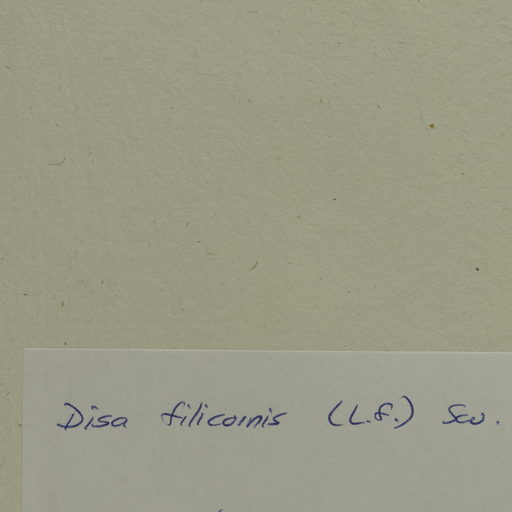 Disa filicornis (L.f.) Sw.